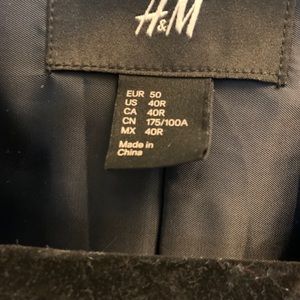 H&M
EUR 50
US 40R
CA 40R
CN 175/100A
MX 40R
Made in
China